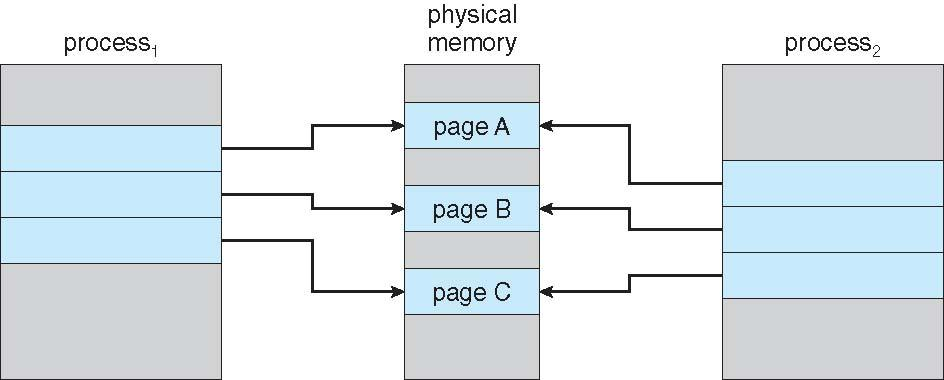 process₁
physical
memory
process₂
page A
page B
page C